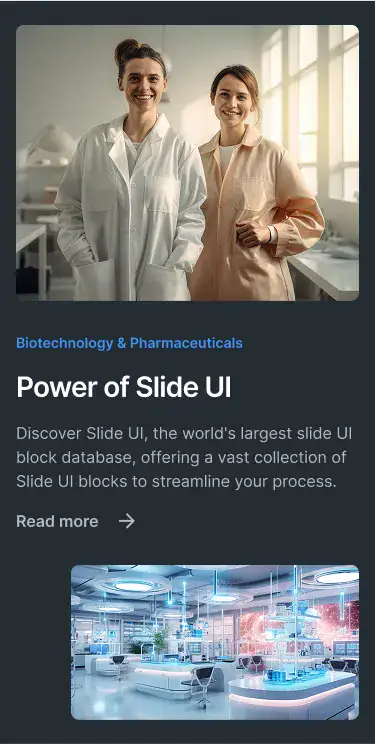 Biotechnology & Pharmaceuticals
Power of Slide UI
Discover Slide UI, the world's largest slide UI
block database, offering a vast collection of
Slide UI blocks to streamline your process.
Read more